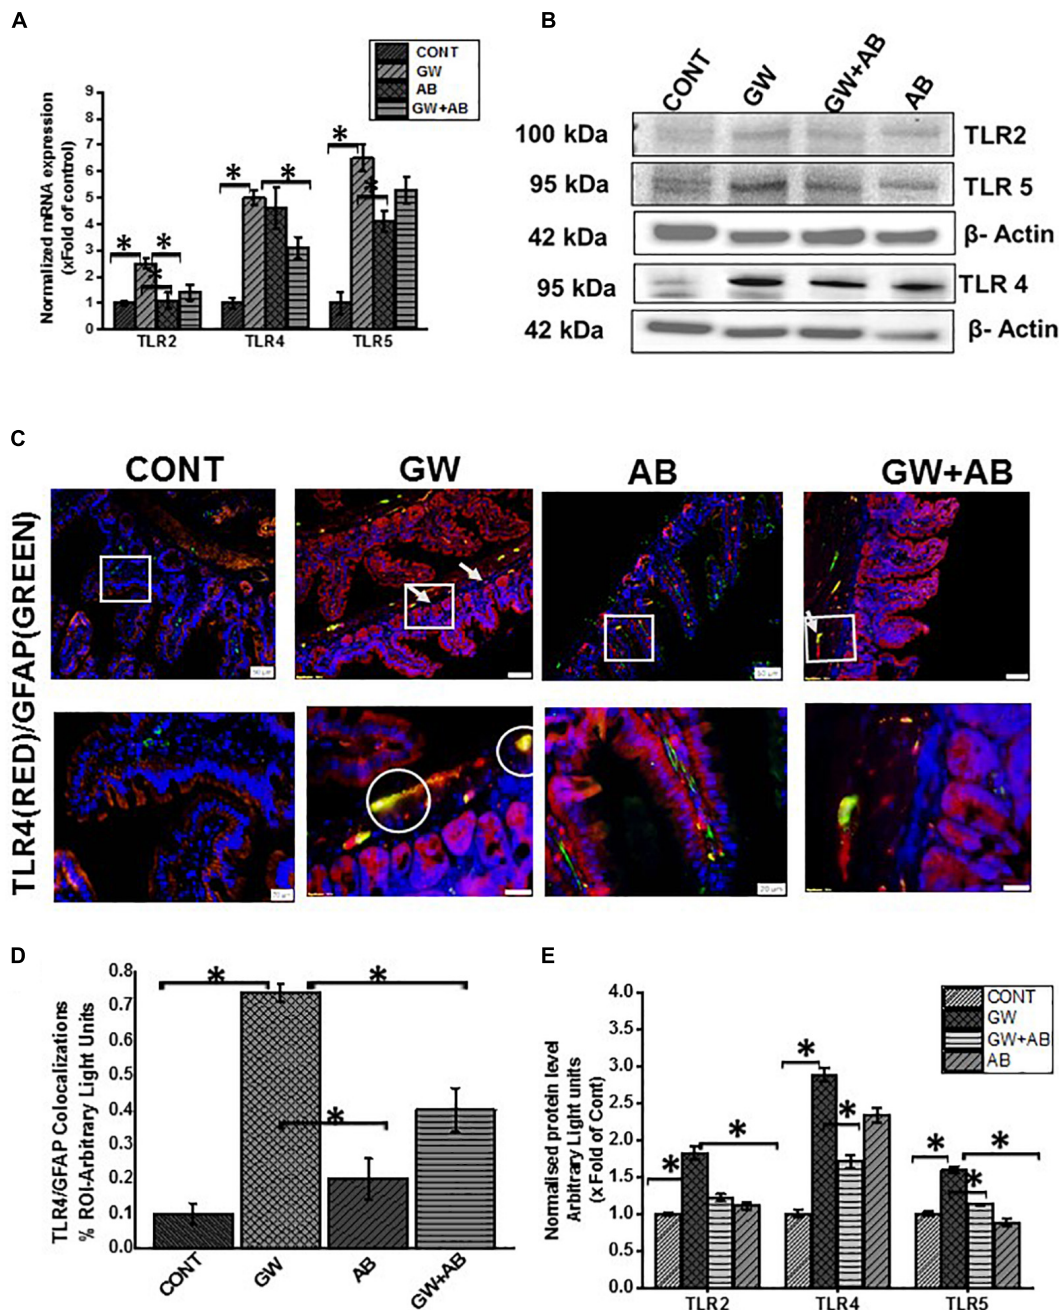 A
CONT
GW
AB
GW+AB
Normalized mRNA expression
(xFold of control)
9
8
7
6
5
4
3
2
1
0
*
*
*
*
*
*
*
TLR2
TLR4
TLR5
B
CONT
GW
GW+AB
AB
100 kDa
TLR2
95 kDa
TLR 5
42 kDa
β- Actin
95 kDa
TLR 4
42 kDa
β- Actin
C
CONT
GW
AB
GW+AB
TLR4(RED)/GFAP(GREEN)
50 µm
50 µm
20 µm
D
TLR4/GFAP Colocalizations
% ROI-Arbitrary Light Units
0.8
0.7
0.6
0.5
0.4
0.3
0.2
0.1
0.0
*
*
*
CONT
GW
AB
GW+AB
E
Normalised protein level
Arbitrary Light units
(xFold of Cont)
4.0
3.5
3.0
2.5
2.0
1.5
1.0
0.5
0.0
CONT
GW
GW+AB
AB
*
*
*
*
*
*
*
TLR2
TLR4
TLR5